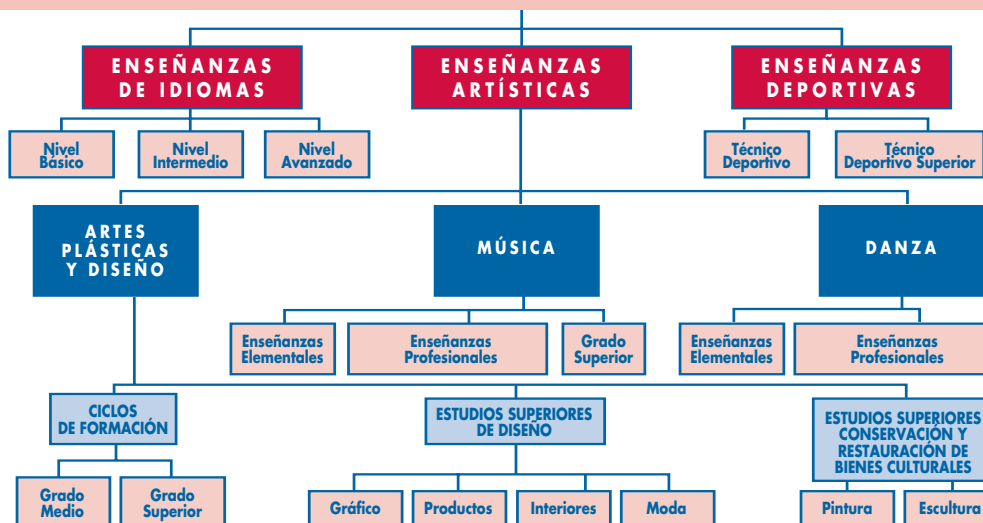 ENSEÑANZAS
DE IDIOMAS
ENSEÑANZAS
ARTÍSTICAS
ENSEÑANZAS
DEPORTIVAS
Nivel
Básico
Nivel
Intermedio
Nivel
Avanzado
Técnico
Deportivo
Técnico
Deportivo Superior
ARTES
PLÁSTICAS
Y DISEÑO
MÚSICA
DANZA
Enseñanzas
Elementales
Enseñanzas
Profesionales
Grado
Superior
Enseñanzas
Elementales
Enseñanzas
Profesionales
CICLOS
DE FORMACIÓN
ESTUDIOS SUPERIORES
DE DISEÑO
ESTUDIOS SUPERIORES
CONSERVACIÓN Y
RESTAURACIÓN DE
BIENES CULTURALES
Grado
Medio
Grado
Superior
Gráfico
Productos
Interiores
Moda
Pintura
Escultura